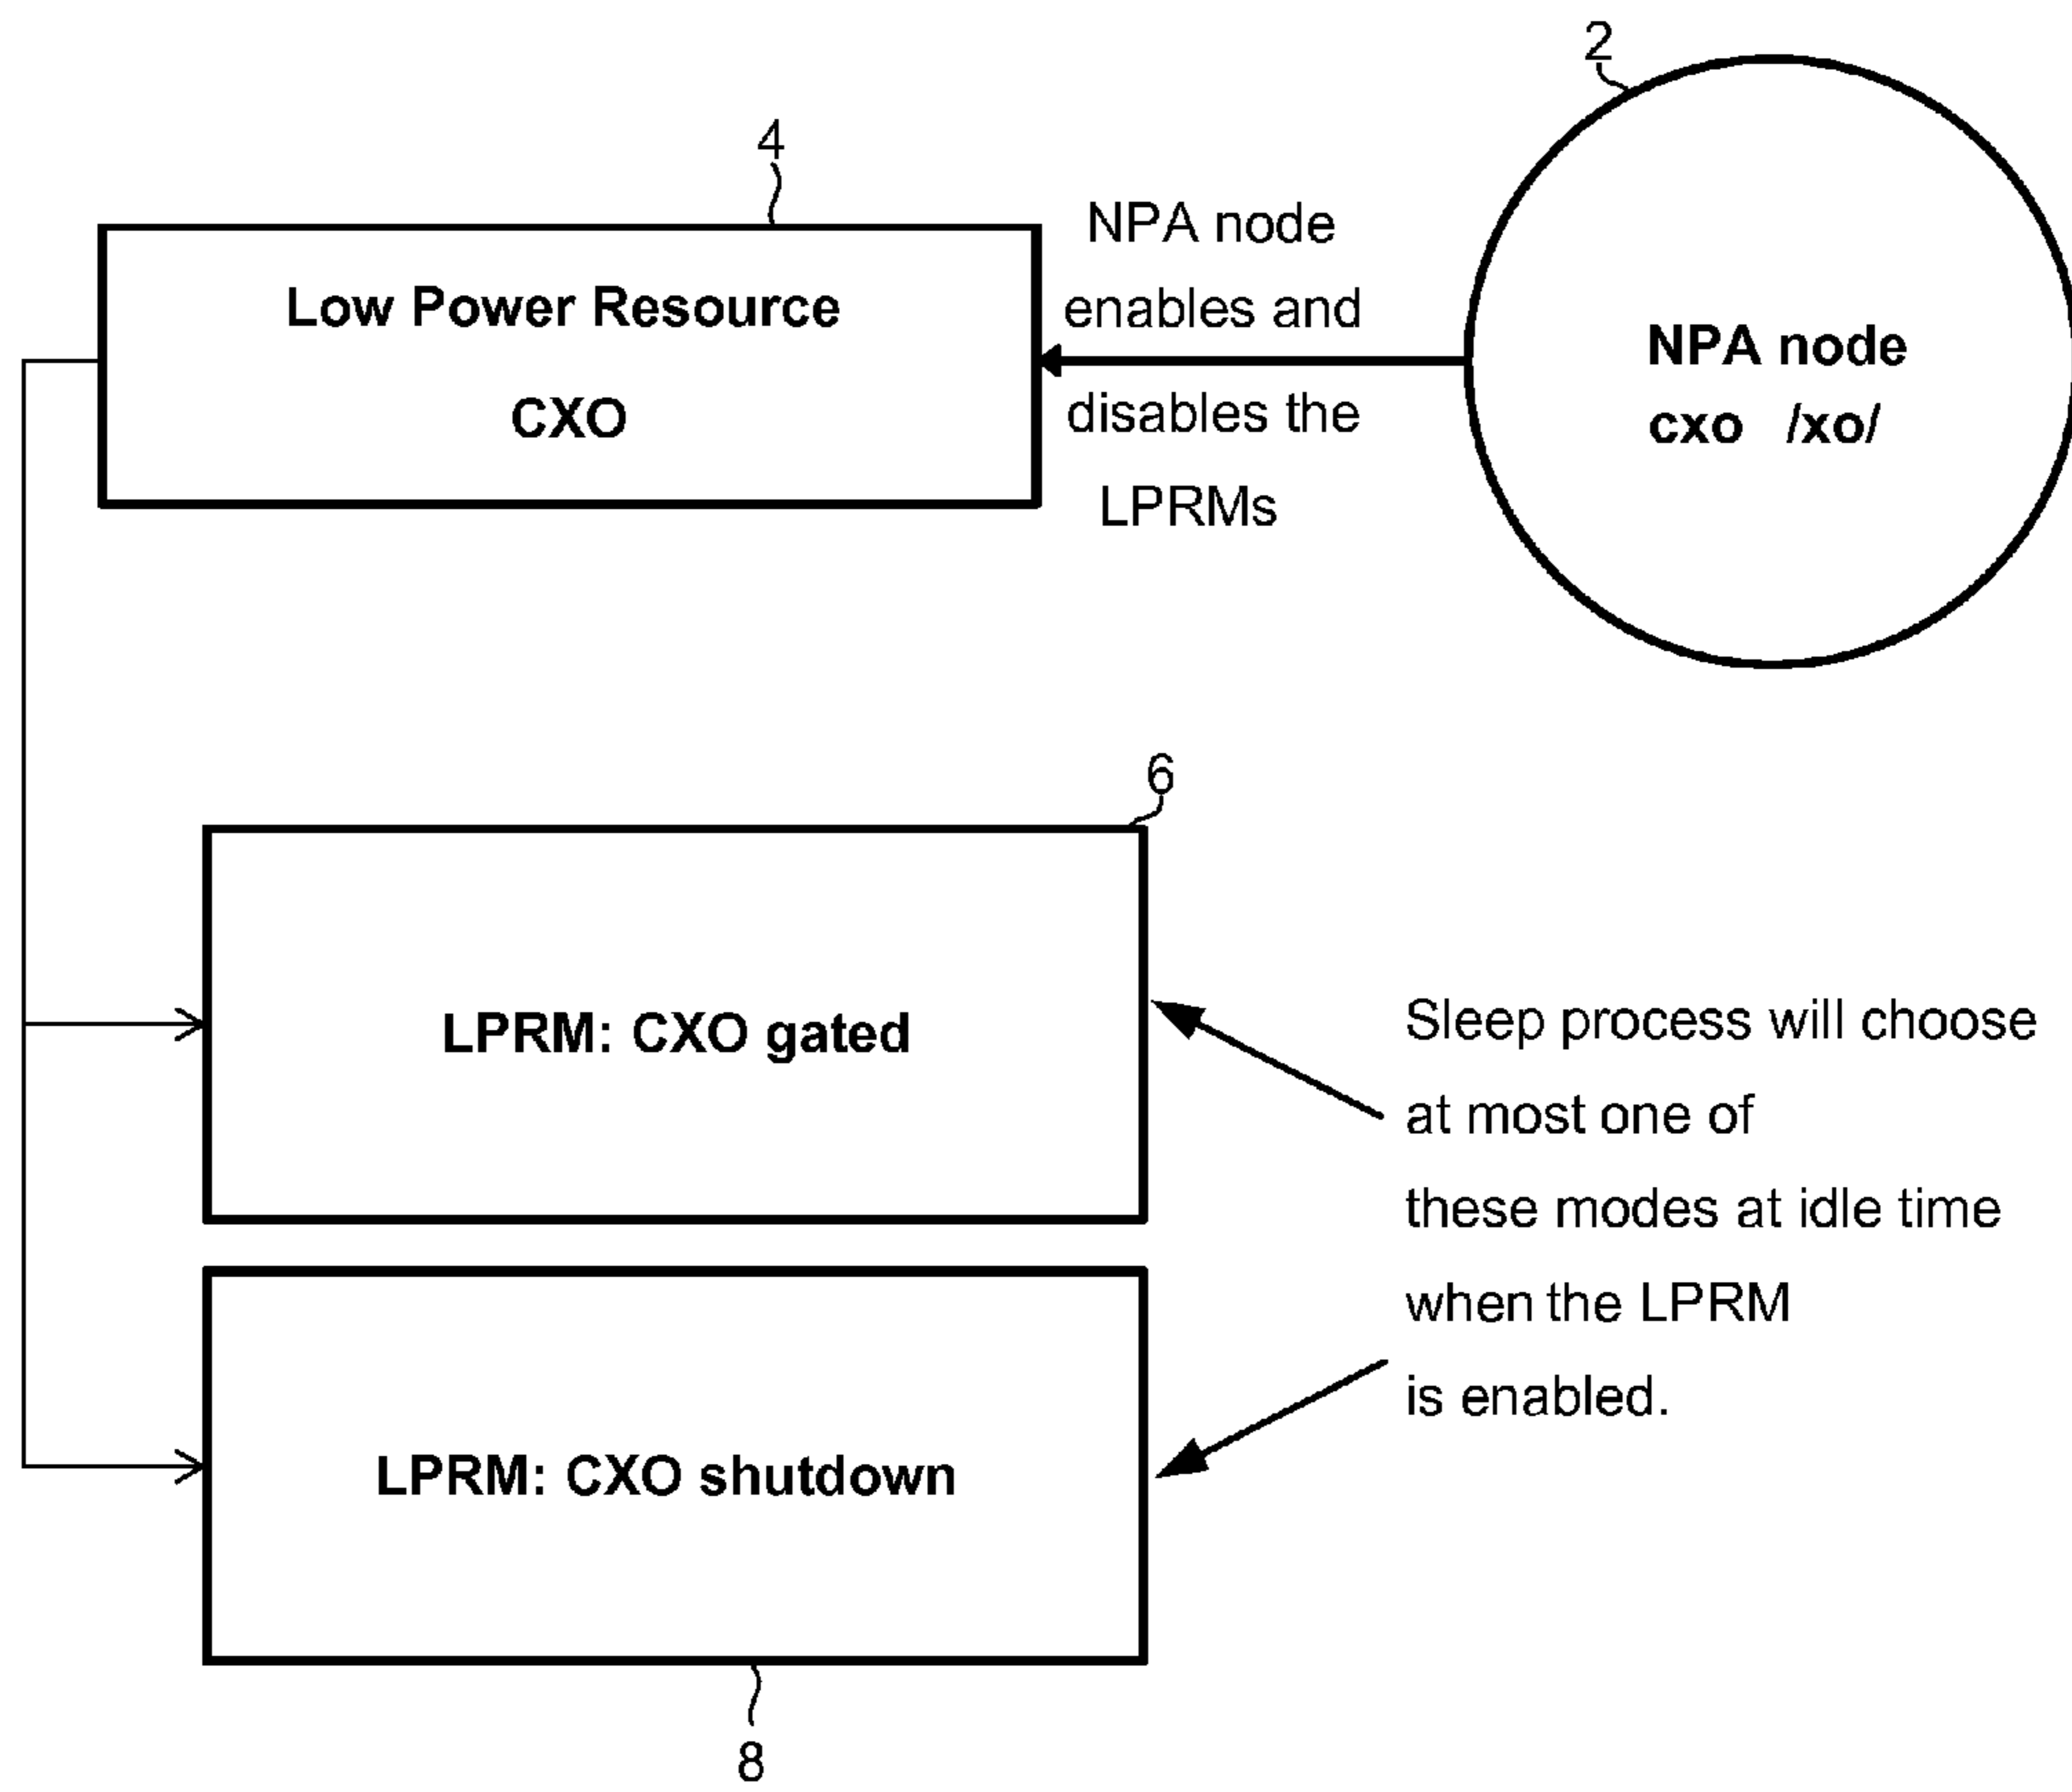 2
4
Low Power Resource
CXO
NPA node
enables and
disables the
LPRMs
NPA node
cxo /xo/
6
LPRM: CXO gated
Sleep process will choose
at most one of
these modes at idle time
when the LPRM
is enabled.
LPRM: CXO shutdown
8